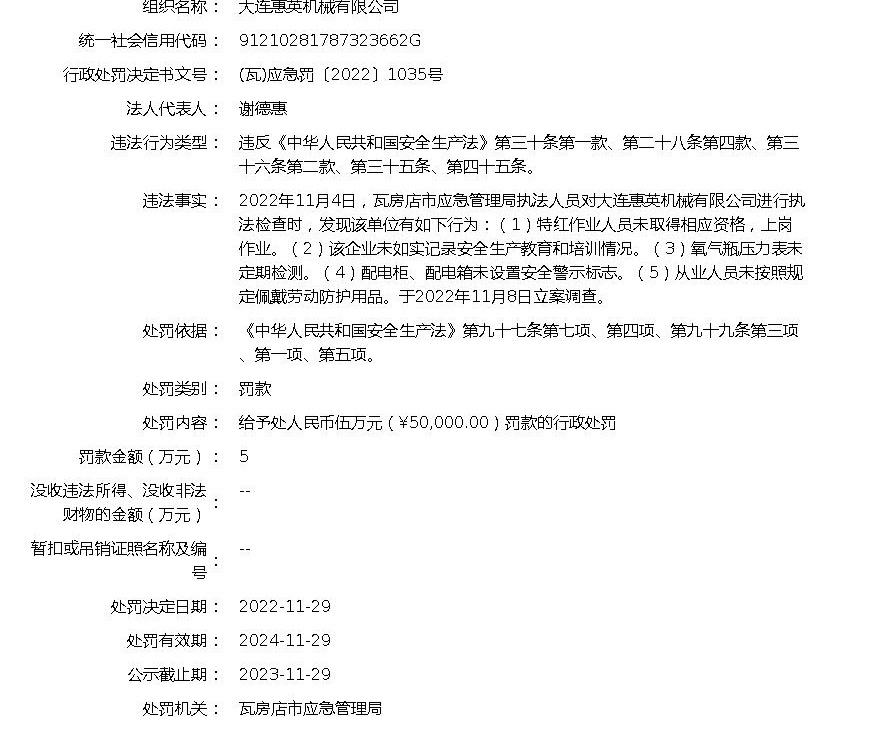 组织名称： 大连惠英机械有限公司
统一社会信用代码： 91210281787323662G
行政处罚决定书文号： (瓦)应急罚〔2022〕1035号
法人代表人： 谢德惠
违法行为类型： 违反《中华人民共和国安全生产法》第三十条第一款、第二十八条第四款、第三
十六条第二款、第三十五条、第四十五条。
违法事实： 2022年11月4日，瓦房店市应急管理局执法人员对大连惠英机械有限公司进行执
法检查时，发现该单位有如下行为：（1）特红作业人员未取得相应资格，上岗
作业。（2）该企业未如实记录安全生产教育和培训情况。（3）氧气瓶压力表未
定期检测。（4）配电柜、配电箱未设置安全警示标志。（5）从业人员未按照规
定佩戴劳动防护用品。于2022年11月8日立案调查。
处罚依据： 《中华人民共和国安全生产法》第九十七条第七项、第四项、第九十九条第三项
、第一项、第五项。
处罚类别： 罚款
处罚内容： 给予处人民币伍万元（¥50,000.00）罚款的行政处罚
罚款金额（万元）： 5
没收违法所得、没收非法
财物的金额（万元）： --
暂扣或吊销证照名称及编
号： --
处罚决定日期： 2022-11-29
处罚有效期： 2024-11-29
公示截止期： 2023-11-29
处罚机关： 瓦房店市应急管理局